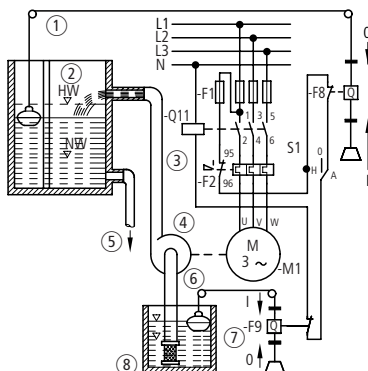 L1
L2
L3
N
①
②
HW
NW
-F1
-Q11
1 3 5
2 4 6
③
95
96
-F2
S1
0
H
A
-F8
Q
0
④
⑤
⑥
U V W
M
3 ~
-M1
⑦
I
-F9
Q
0
⑧